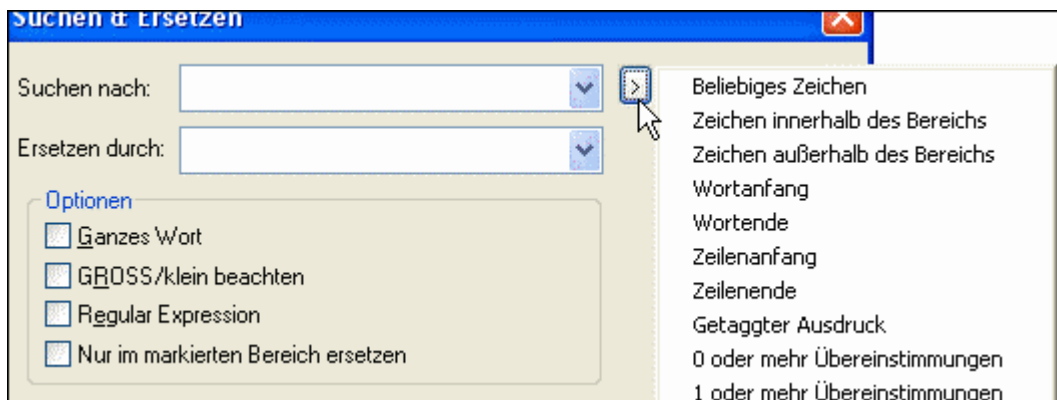 Suchen & Ersetzen
Suchen nach:
>
Ersetzen durch:
Optionen
Ganzes Wort
GROSS/klein beachten
Regular Expression
Nur im markierten Bereich ersetzen
Beliebiges Zeichen
Zeichen innerhalb des Bereichs
Zeichen außerhalb des Bereichs
Wortanfang
Wortende
Zeilenanfang
Zeilenende
Getaggter Ausdruck
0 oder mehr Übereinstimmungen
1 oder mehr Übereinstimmungen